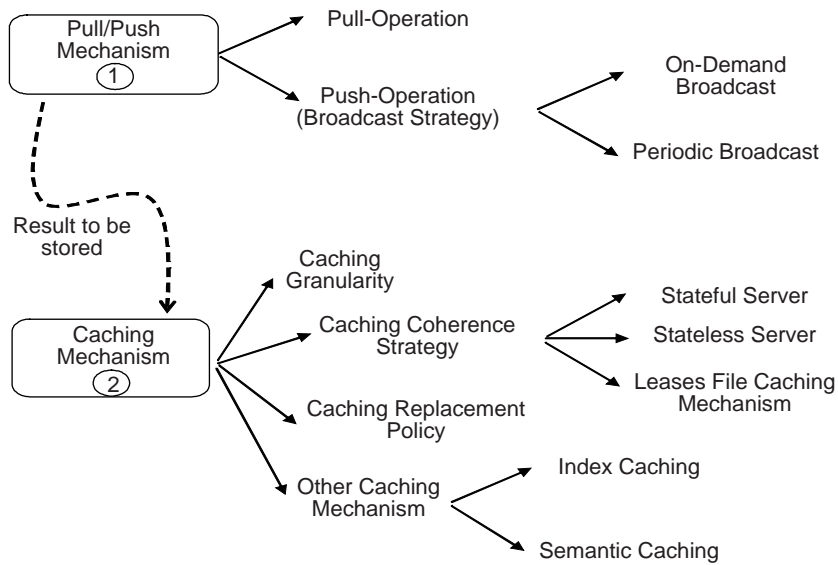 Pull/Push
Mechanism
1
Pull-Operation
Push-Operation
(Broadcast Strategy)
On-Demand
Broadcast
Periodic Broadcast
Result to be
stored
Caching
Mechanism
2
Caching
Granularity
Caching Coherence
Strategy
Stateful Server
Stateless Server
Leases File Caching
Mechanism
Caching Replacement
Policy
Other Caching
Mechanism
Index Caching
Semantic Caching